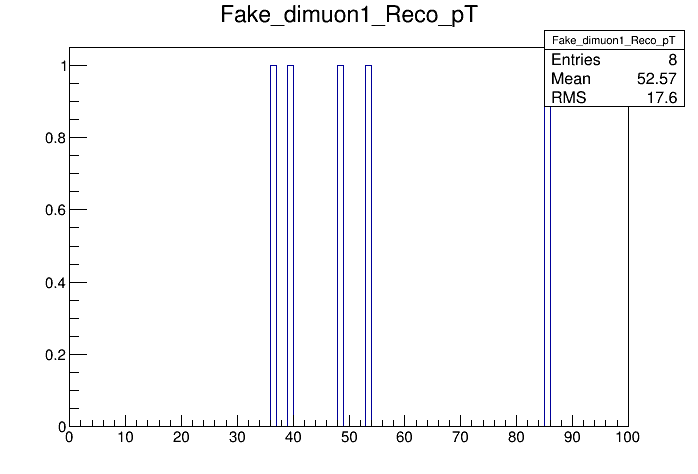 Fake_dimuon1_Reco_pT
Fake_dimuon1_Reco_pT
Entries 8
Mean 52.57
RMS 17.6
1
0.8
0.6
0.4
0.2
0
0 10 20 30 40 50 60 70 80 90 100